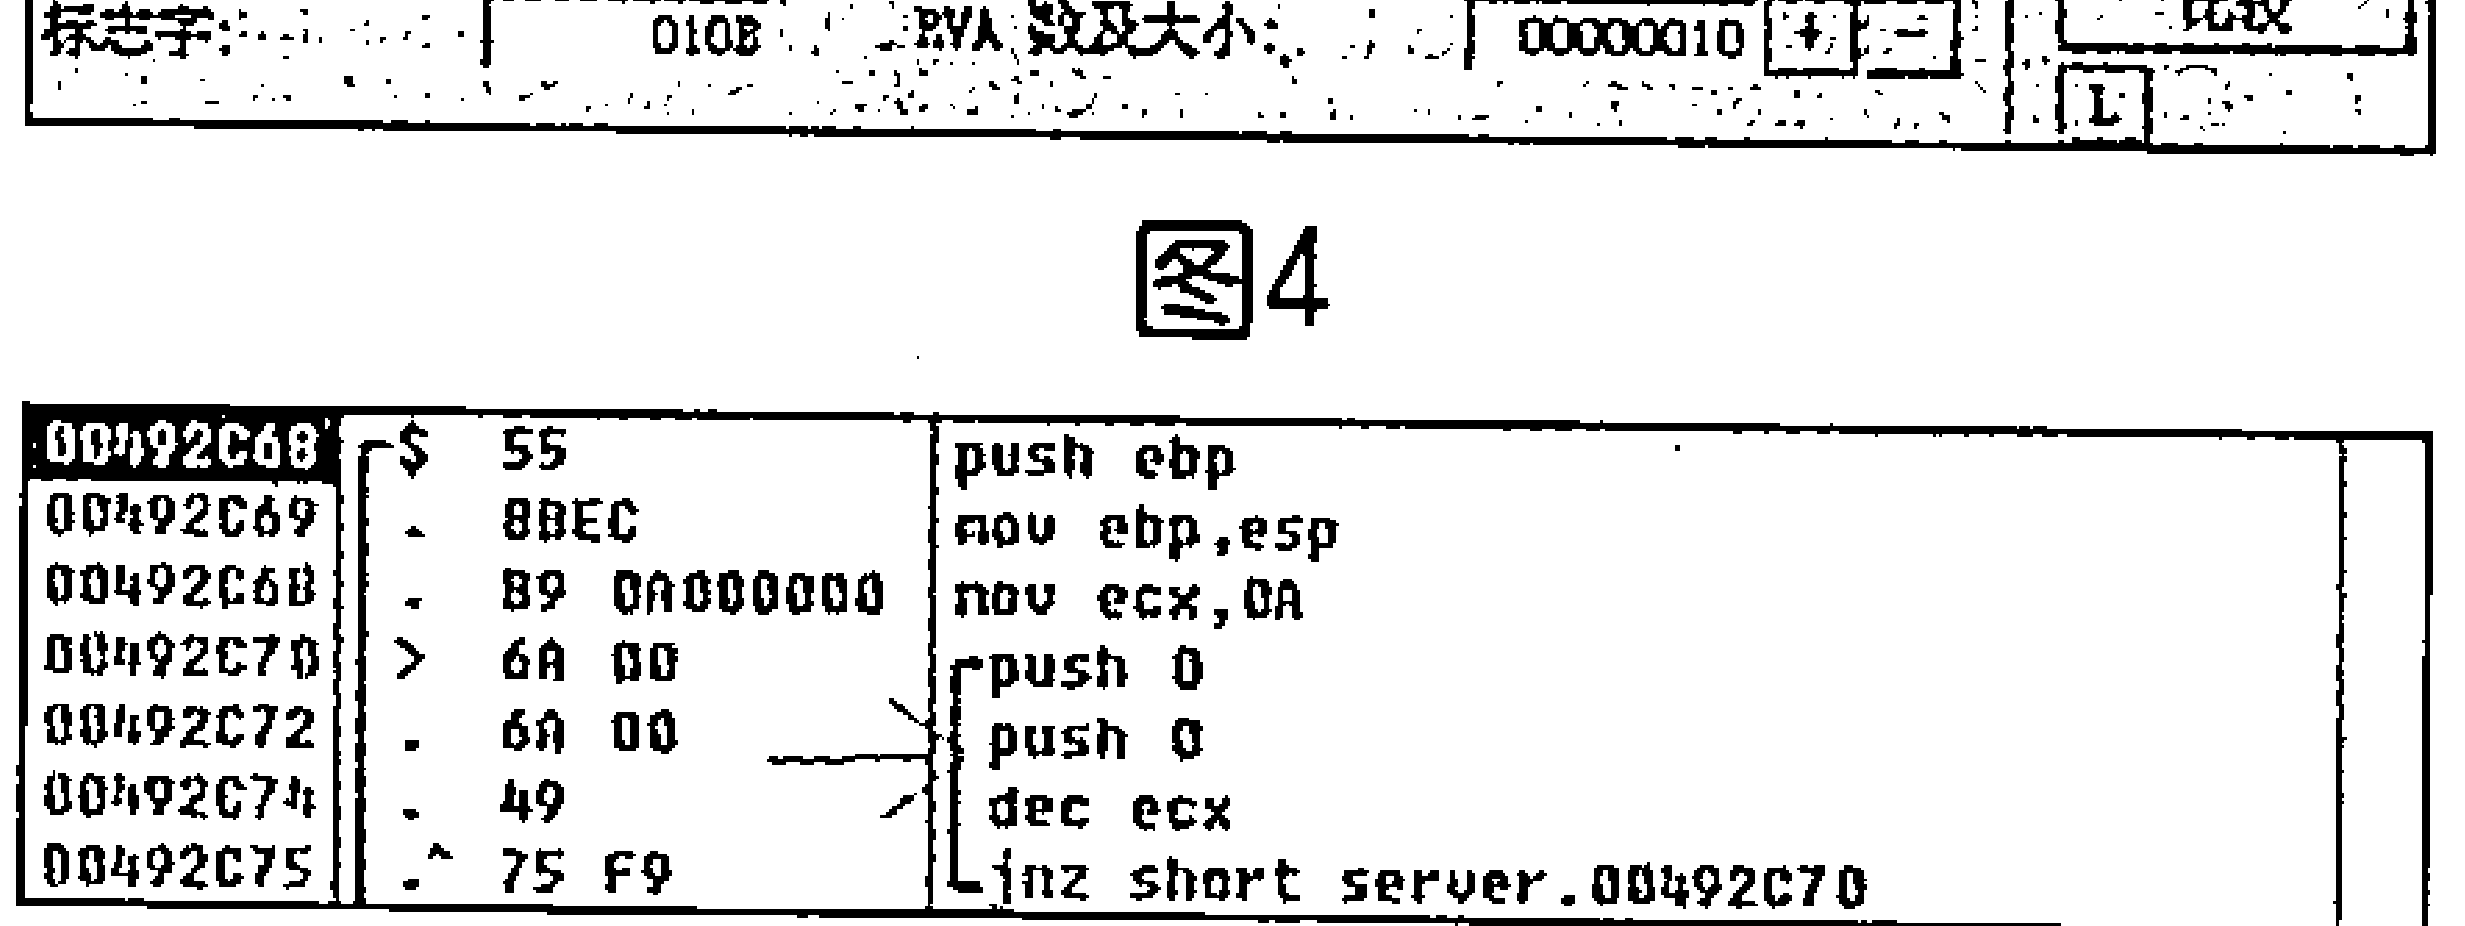 标志字: 010B RVA 数及大小: 00000010 + -
L
图4
00492C68 $ 55 push ebp
00492C69 . 8BEC mov ebp,esp
00492C6B . B9 0A000000 mov ecx,0A
00492C70 > 6A 00 push 0
00492C72 . 6A 00 push 0
00492C74 . 49 dec ecx
00492C75 .^ 75 F9 jnz short server.00492C70